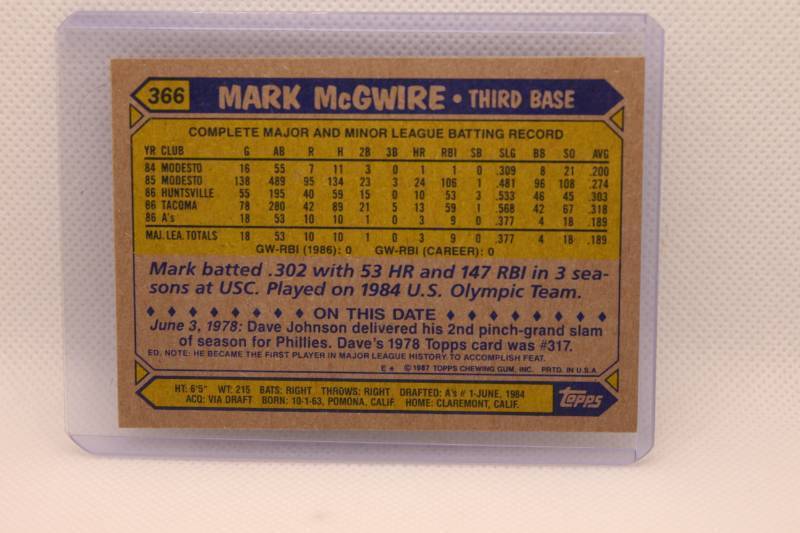 366 MARK McGWIRE • THIRD BASE
COMPLETE MAJOR AND MINOR LEAGUE BATTING RECORD
YR CLUB G AB R H 2B 3B HR RBI SB SLG BB SO AVG
84 MODESTO 16 55 7 11 3 0 1 1 0 .309 8 21 .200
85 MODESTO 138 489 95 134 23 3 24 106 1 .481 96 108 .274
86 HUNTSVILLE 55 195 40 59 15 0 10 53 3 .533 46 45 .303
86 TACOMA 78 280 42 89 21 5 13 59 1 .568 42 67 .318
86 A's 18 53 10 10 1 0 3 9 0 .377 4 18 .189
MAJ. LEA. TOTALS 18 53 10 10 1 0 3 9 0 .377 4 18 .189
GW-RBI (1986): 0 GW-RBI (CAREER): 0
Mark batted .302 with 53 HR and 147 RBI in 3 sea-
sons at USC. Played on 1984 U.S. Olympic Team.
♦ ♦ ♦ ♦ ♦ ♦ ♦ ♦ ON THIS DATE ♦ ♦ ♦ ♦ ♦ ♦ ♦ ♦
June 3, 1978: Dave Johnson delivered his 2nd pinch-grand slam
of season for Phillies. Dave's 1978 Topps card was #317.
ED. NOTE: HE BECAME THE FIRST PLAYER IN MAJOR LEAGUE HISTORY TO ACCOMPLISH FEAT.
E★ © 1987 TOPPS CHEWING GUM, INC. PRTD. IN U.S.A
HT: 6'5" WT: 215 BATS: RIGHT THROWS: RIGHT DRAFTED: A's # 1-JUNE, 1984
ACQ: VIA DRAFT BORN: 10-1-63, POMONA, CALIF. HOME: CLAREMONT, CALIF.
Topps